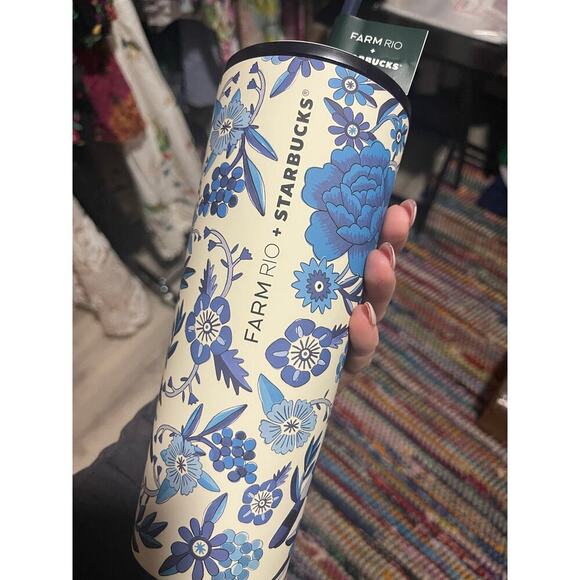 FARM RIO
+
STARBUCKS®
FARM RIO + STARBUCKS®